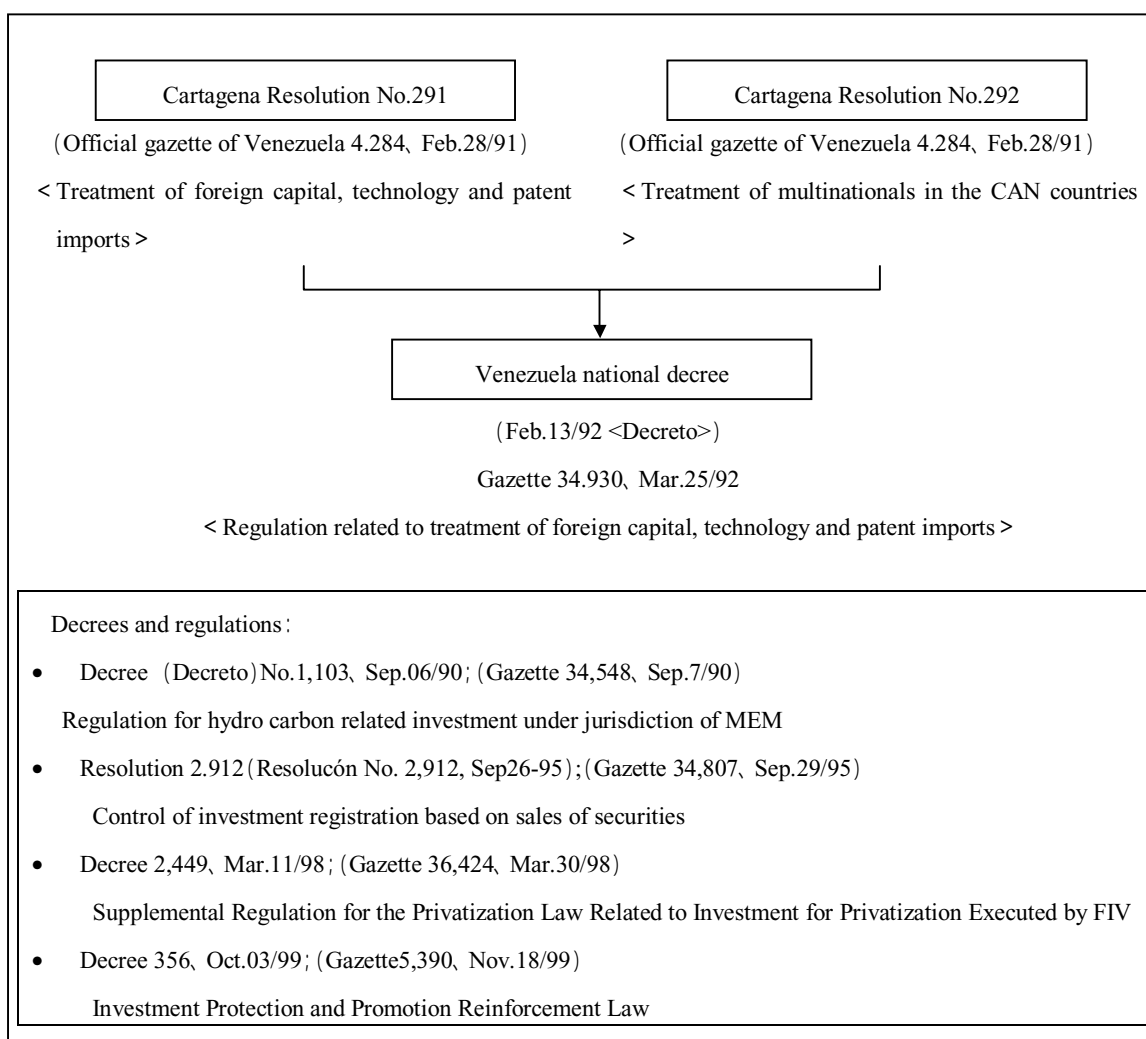 Cartagena Resolution No.291
(Official gazette of Venezuela 4.284、Feb.28/91)
< Treatment of foreign capital, technology and patent
imports >
Cartagena Resolution No.292
(Official gazette of Venezuela 4.284、Feb.28/91)
< Treatment of multinationals in the CAN countries
>
Venezuela national decree
(Feb.13/92 <Decreto>)
Gazette 34.930、Mar.25/92
< Regulation related to treatment of foreign capital, technology and patent imports >
Decrees and regulations:
• Decree (Decreto)No.1,103、Sep.06/90; (Gazette 34,548、Sep.7/90)
Regulation for hydro carbon related investment under jurisdiction of MEM
• Resolution 2.912(Resolucón No. 2,912, Sep26-95);(Gazette 34,807、Sep.29/95)
Control of investment registration based on sales of securities
• Decree 2,449、Mar.11/98; (Gazette 36,424、Mar.30/98)
Supplemental Regulation for the Privatization Law Related to Investment for Privatization Executed by FIV
• Decree 356、Oct.03/99; (Gazette5,390、Nov.18/99)
Investment Protection and Promotion Reinforcement Law